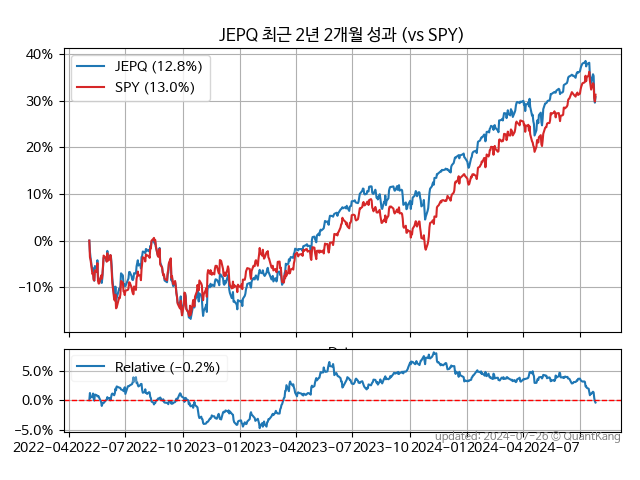 JEPQ 최근 2년 2개월 성과 (vs SPY)
40%
30%
20%
10%
0%
−10%
JEPQ (12.8%)
SPY (13.0%)
5.0%
0.0%
−5.0%
Relative (−0.2%)
2022-04 2022-07 2022-10 2023-01 2023-04 2023-07 2023-10 2024-01 2024-04 2024-07
updated: 2024-07-26 © QuantKang